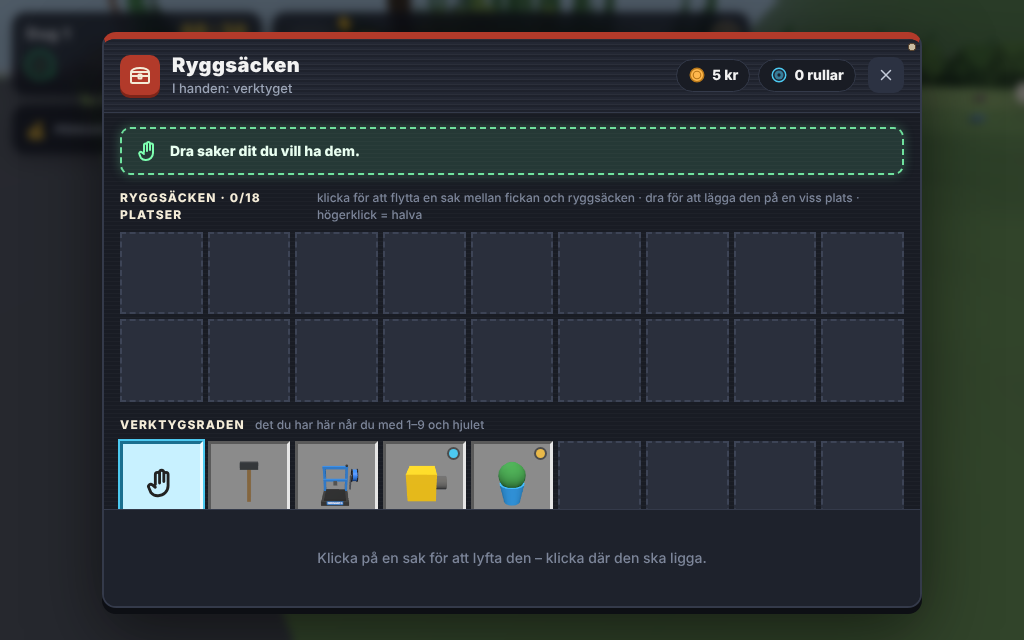 Ryggsäcken
I handen: verktyget
5 kr
0 rullar
Dra saker dit du vill ha dem.
RYGGSÄCKEN · 0/18
PLATSER
klicka för att flytta en sak mellan fickan och ryggsäcken · dra för att lägga den på en viss plats ·
högerklick = halva
VERKTYGSRADEN det du har här når du med 1–9 och hjulet
Klicka på en sak för att lyfta den – klicka där den ska ligga.